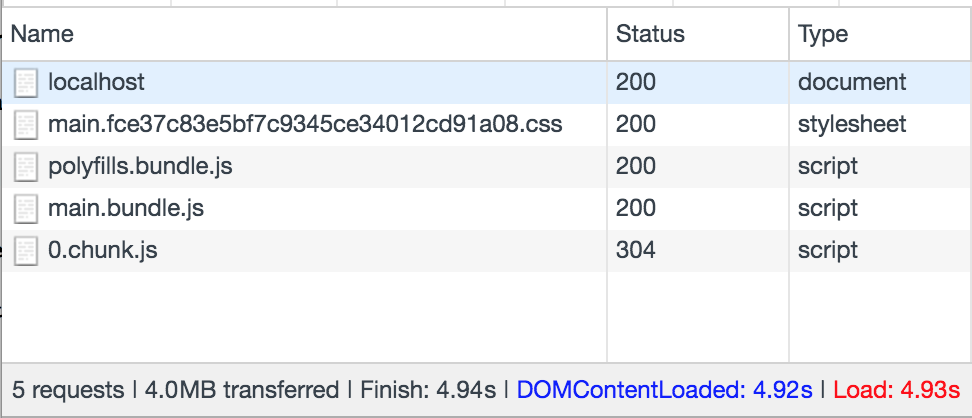 Name Status Type
localhost 200 document
main.fce37c83e5bf7c9345ce34012cd91a08.css 200 stylesheet
polyfills.bundle.js 200 script
main.bundle.js 200 script
0.chunk.js 304 script
5 requests | 4.0MB transferred | Finish: 4.94s | DOMContentLoaded: 4.92s | Load: 4.93s